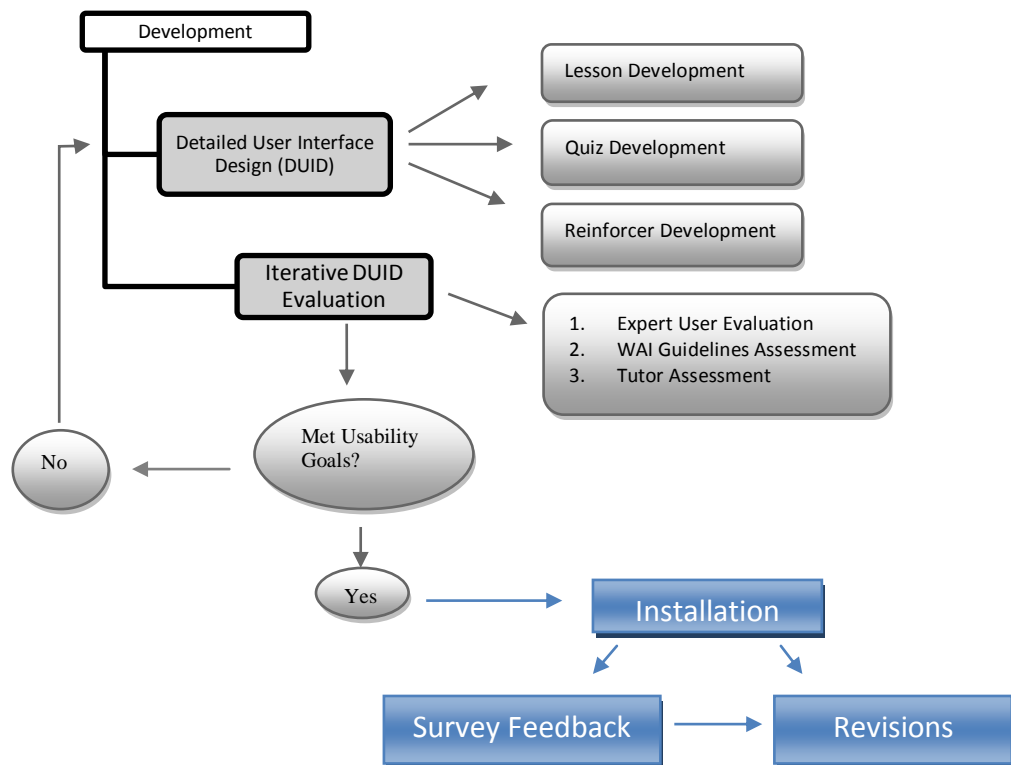 Development
Detailed User Interface
Design (DUID)
Lesson Development
Quiz Development
Reinforcer Development
Iterative DUID
Evaluation
1. Expert User Evaluation
2. WAI Guidelines Assessment
3. Tutor Assessment
Met Usability
Goals?
No
Yes
Installation
Survey Feedback
Revisions